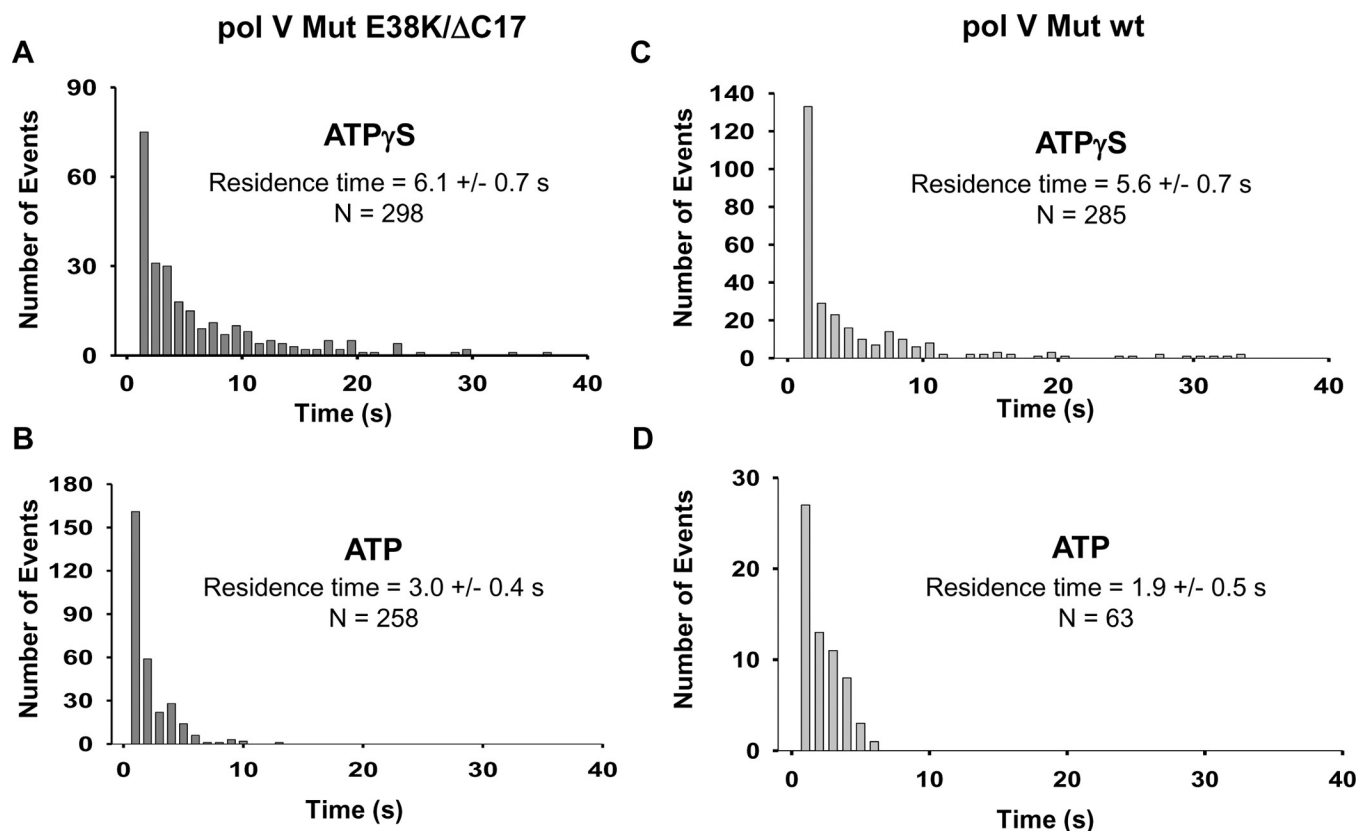 pol V Mut E38K/ΔC17
pol V Mut wt
A
90
60
30
0
Number of Events
ATPγS
Residence time = 6.1 +/- 0.7 s
N = 298
0
10
20
30
40
Time (s)
C
140
120
100
80
60
40
20
0
Number of Events
ATPγS
Residence time = 5.6 +/- 0.7 s
N = 285
0
10
20
30
40
Time (s)
B
180
150
120
90
60
30
0
Number of Events
ATP
Residence time = 3.0 +/- 0.4 s
N = 258
0
10
20
30
40
Time (s)
D
30
20
10
0
Number of Events
ATP
Residence time = 1.9 +/- 0.5 s
N = 63
0
10
20
30
40
Time (s)